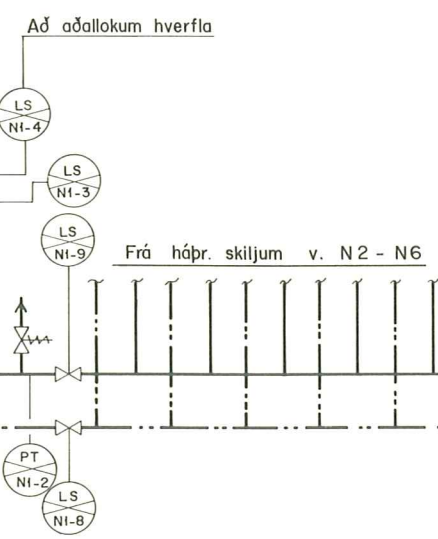 Að aðallokum hverfla
LS
N1-4
LS
N1-3
LS
N1-9
Frá háþr. skiljum v. N2 - N6
PT
N1-2
LS
N1-8